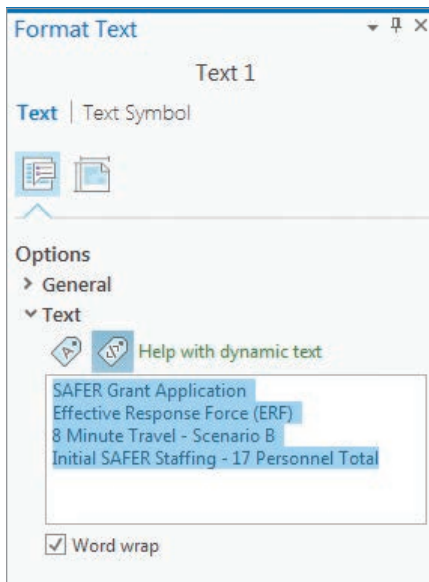 Format Text
Text 1
Text | Text Symbol
Options
General
Text
Help with dynamic text
SAFER Grant Application
Effective Response Force (ERF)
8 Minute Travel - Scenario B
Initial SAFER Staffing - 17 Personnel Total
Word wrap